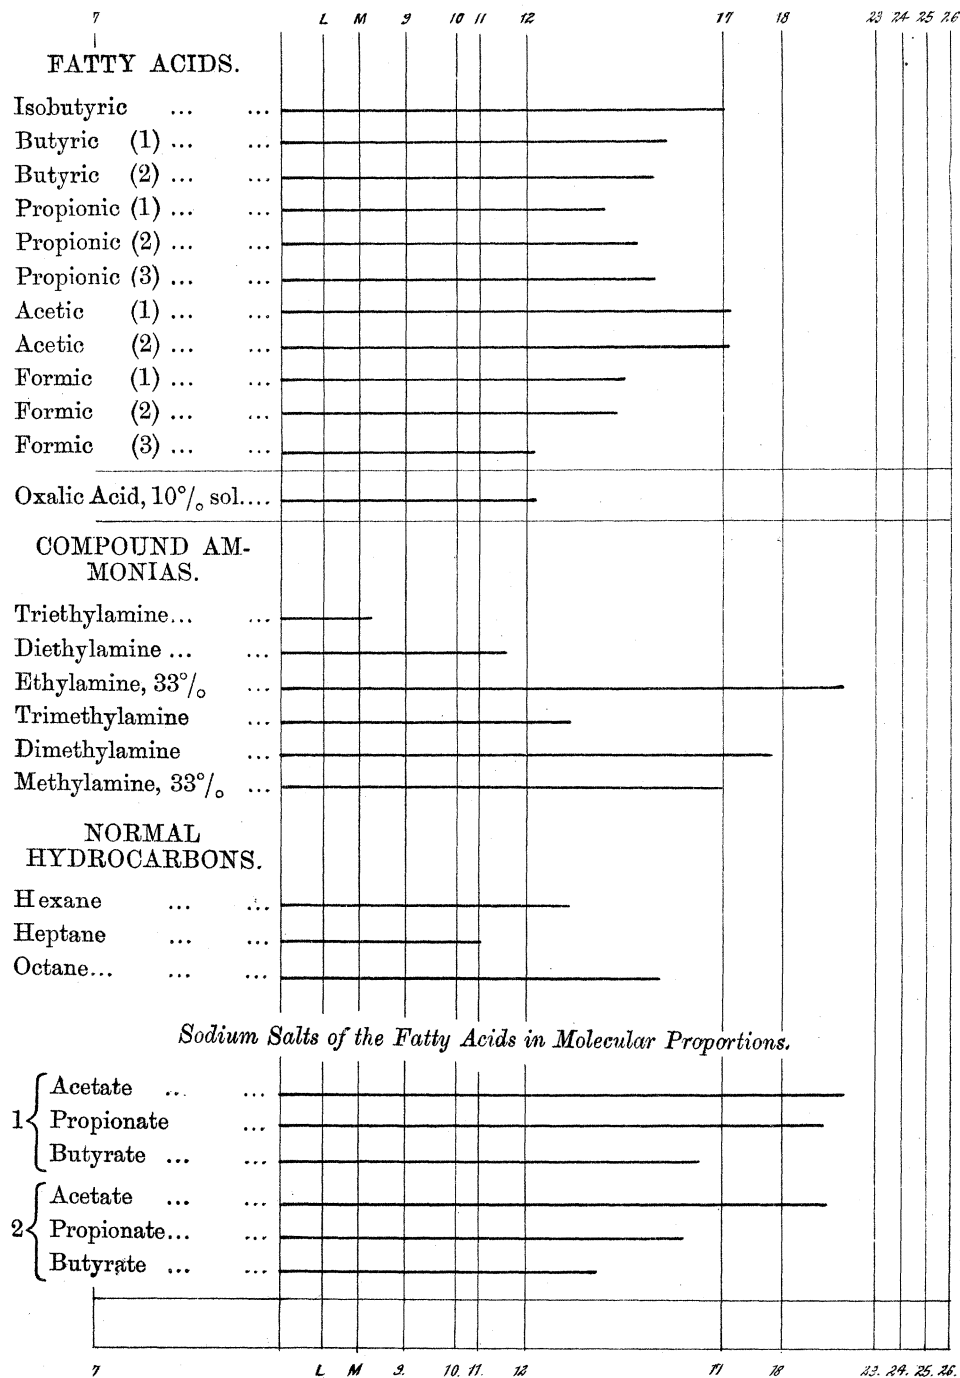 7 L M 9 10 11 12 17 18 23 24 25 26
FATTY ACIDS.
Isobutyric ... ...
Butyric (1) ... ...
Butyric (2) ... ...
Propionic (1) ... ...
Propionic (2) ... ...
Propionic (3) ... ...
Acetic (1) ... ...
Acetic (2) ... ...
Formic (1) ... ...
Formic (2) ... ...
Formic (3) ... ...
Oxalic Acid, 10°/o sol....
COMPOUND AM-
MONIAS.
Triethylamine... ...
Diethylamine ... ...
Ethylamine, 33°/o ...
Trimethylamine ...
Dimethylamine ...
Methylamine, 33°/o ...
NORMAL
HYDROCARBONS.
Hexane ... ...
Heptane ... ...
Octane... ... ...
Sodium Salts of the Fatty Acids in Molecular Proportions.
1 { Acetate ... ...
Propionate ...
Butyrate ... ...
2 { Acetate ... ...
Propionate... ...
Butyrate ... ...
7 L M 9. 10. 11. 12 17 18 23. 24. 25. 26.